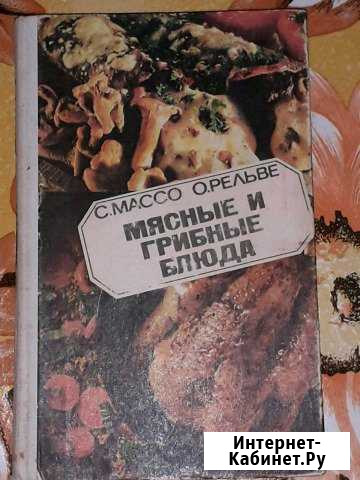 С. МАССО О. РЕЛЬВЕ
МЯСНЫЕ И
ГРИБНЫЕ
БЛЮДА
Интернет-
Кабинет.Ру